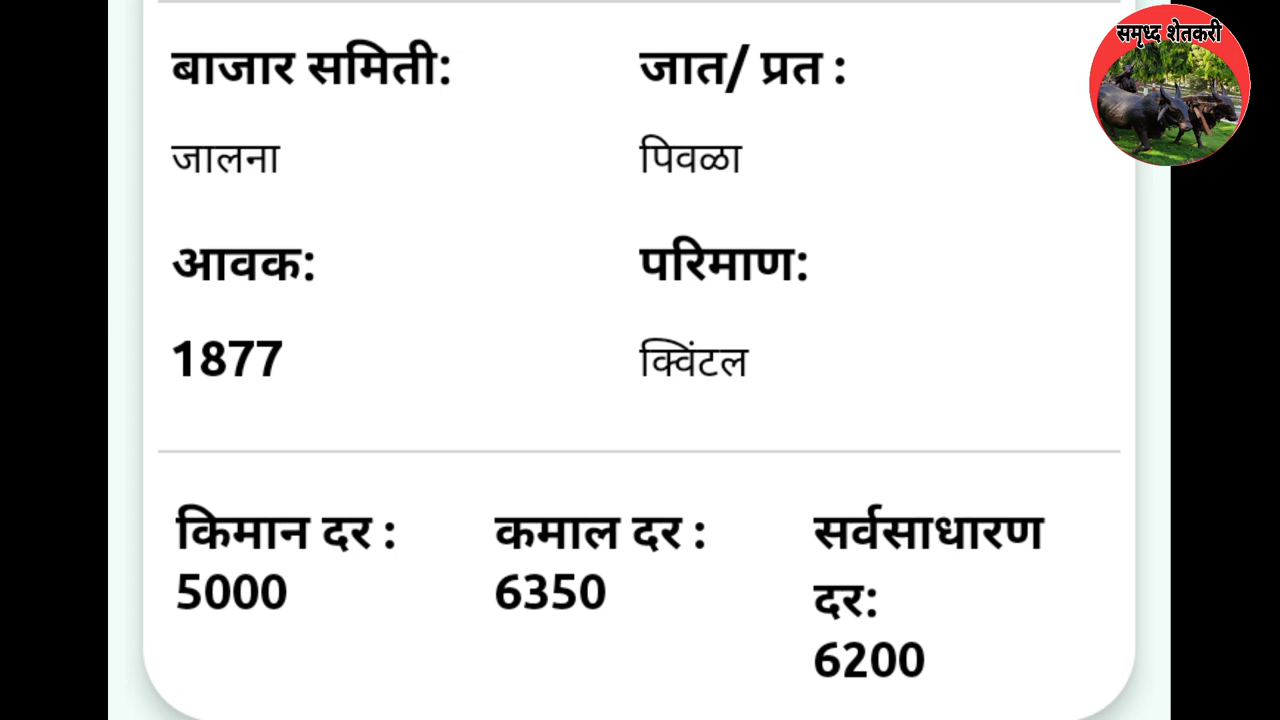 समृध्द शेतकरी
बाजार समिती:
जात/ प्रत :
जालना
पिवळा
आवक:
परिमाण:
1877
क्विंटल
किमान दर :
कमाल दर :
सर्वसाधारण
दर:
5000
6350
6200